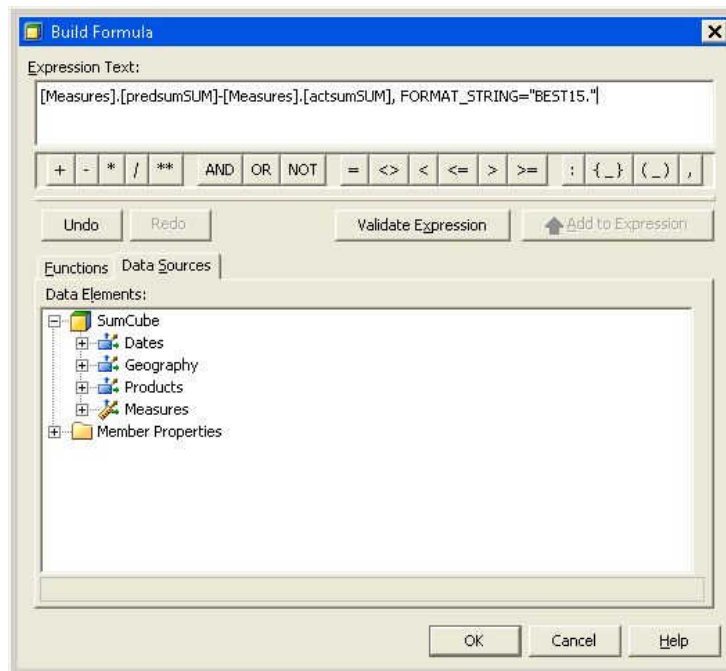 Build Formula
Expression Text:
[Measures].[predsumSUM]-[Measures].[actsumSUM], FORMAT_STRING="BEST15."
+ - * / ** AND OR NOT = <> < <= > >= : {_} (_) ,
Undo Redo Validate Expression Add to Expression
Functions Data Sources
Data Elements:
SumCube
Dates
Geography
Products
Measures
Member Properties
OK Cancel Help